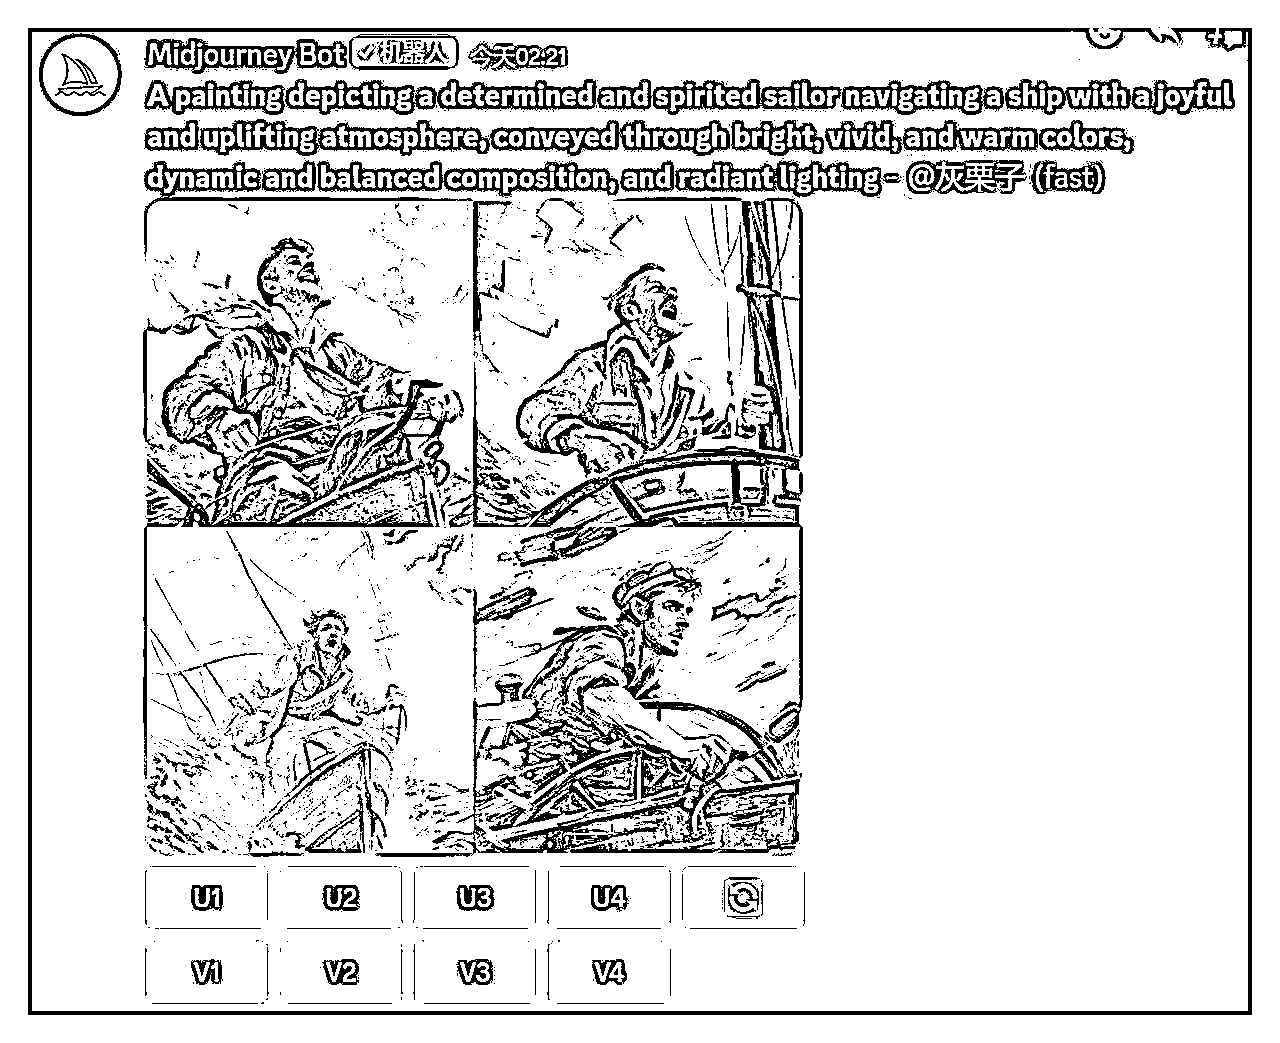 Midjourney Bot ✓机器人 今天02:21
A painting depicting a determined and spirited sailor navigating a ship with a joyful
and uplifting atmosphere, conveyed through bright, vivid, and warm colors,
dynamic and balanced composition, and radiant lighting - @灰栗子 (fast)
U1 U2 U3 U4
V1 V2 V3 V4